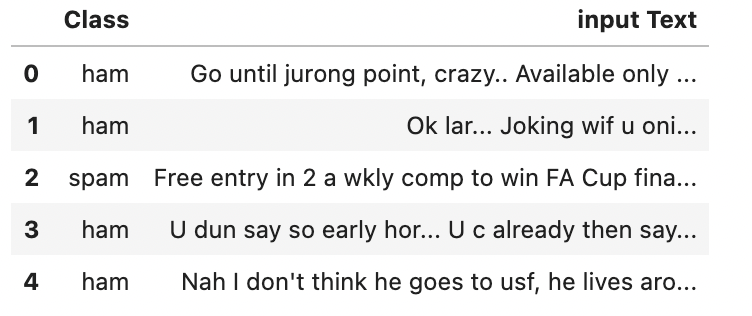 Class input Text
0 ham Go until jurong point, crazy.. Available only ...
1 ham Ok lar... Joking wif u oni...
2 spam Free entry in 2 a wkly comp to win FA Cup fina...
3 ham U dun say so early hor... U c already then say...
4 ham Nah I don't think he goes to usf, he lives aro...